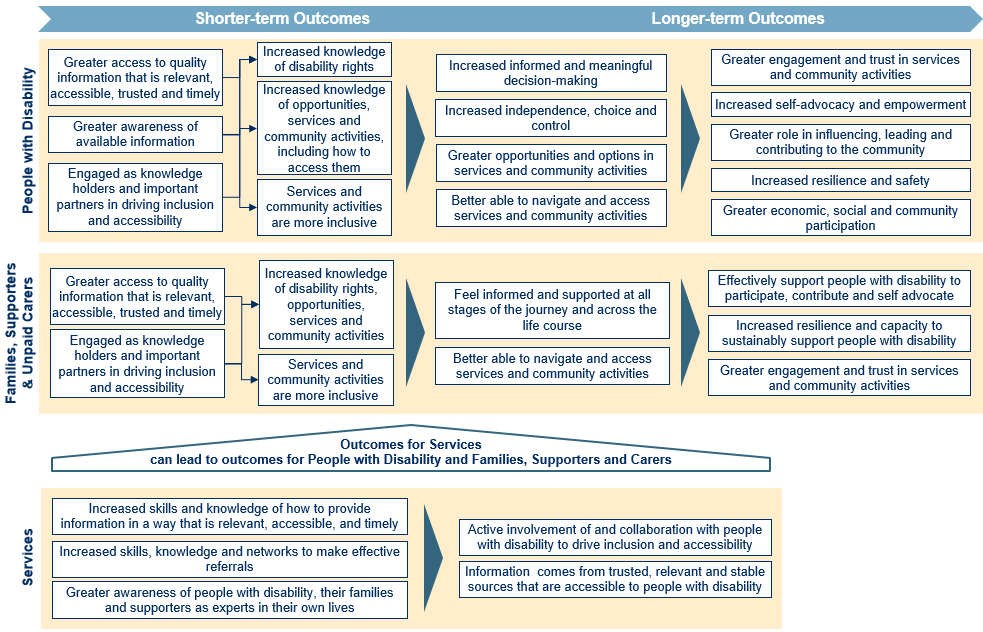 Shorter-term Outcomes
Longer-term Outcomes
People with Disability
Greater access to quality
information that is relevant,
accessible, trusted and timely
Greater awareness of
available information
Engaged as knowledge
holders and important
partners in driving inclusion
and accessibility
Increased knowledge
of disability rights
Increased knowledge
of opportunities,
services and
community activities,
including how to
access them
Services and
community activities
are more inclusive
Increased informed and meaningful
decision-making
Increased independence, choice and
control
Greater opportunities and options in
services and community activities
Better able to navigate and access
services and community activities
Greater engagement and trust in services
and community activities
Increased self-advocacy and empowerment
Greater role in influencing, leading and
contributing to the community
Increased resilience and safety
Greater economic, social and community
participation
Families, Supporters
& Unpaid Carers
Greater access to quality
information that is relevant,
accessible, trusted and timely
Engaged as knowledge
holders and important
partners in driving inclusion
and accessibility
Increased knowledge
of disability rights,
opportunities,
services and
community activities
Services and
community activities
are more inclusive
Feel informed and supported at all
stages of the journey and across the
life course
Better able to navigate and access
services and community activities
Effectively support people with disability to
participate, contribute and self advocate
Increased resilience and capacity to
sustainably support people with disability
Greater engagement and trust in services
and community activities
Outcomes for Services
can lead to outcomes for People with Disability and Families, Supporters and Carers
Services
Increased skills and knowledge of how to provide
information in a way that is relevant, accessible, and timely
Increased skills, knowledge and networks to make effective
referrals
Greater awareness of people with disability, their families
and supporters as experts in their own lives
Active involvement of and collaboration with people
with disability to drive inclusion and accessibility
Information comes from trusted, relevant and stable
sources that are accessible to people with disability